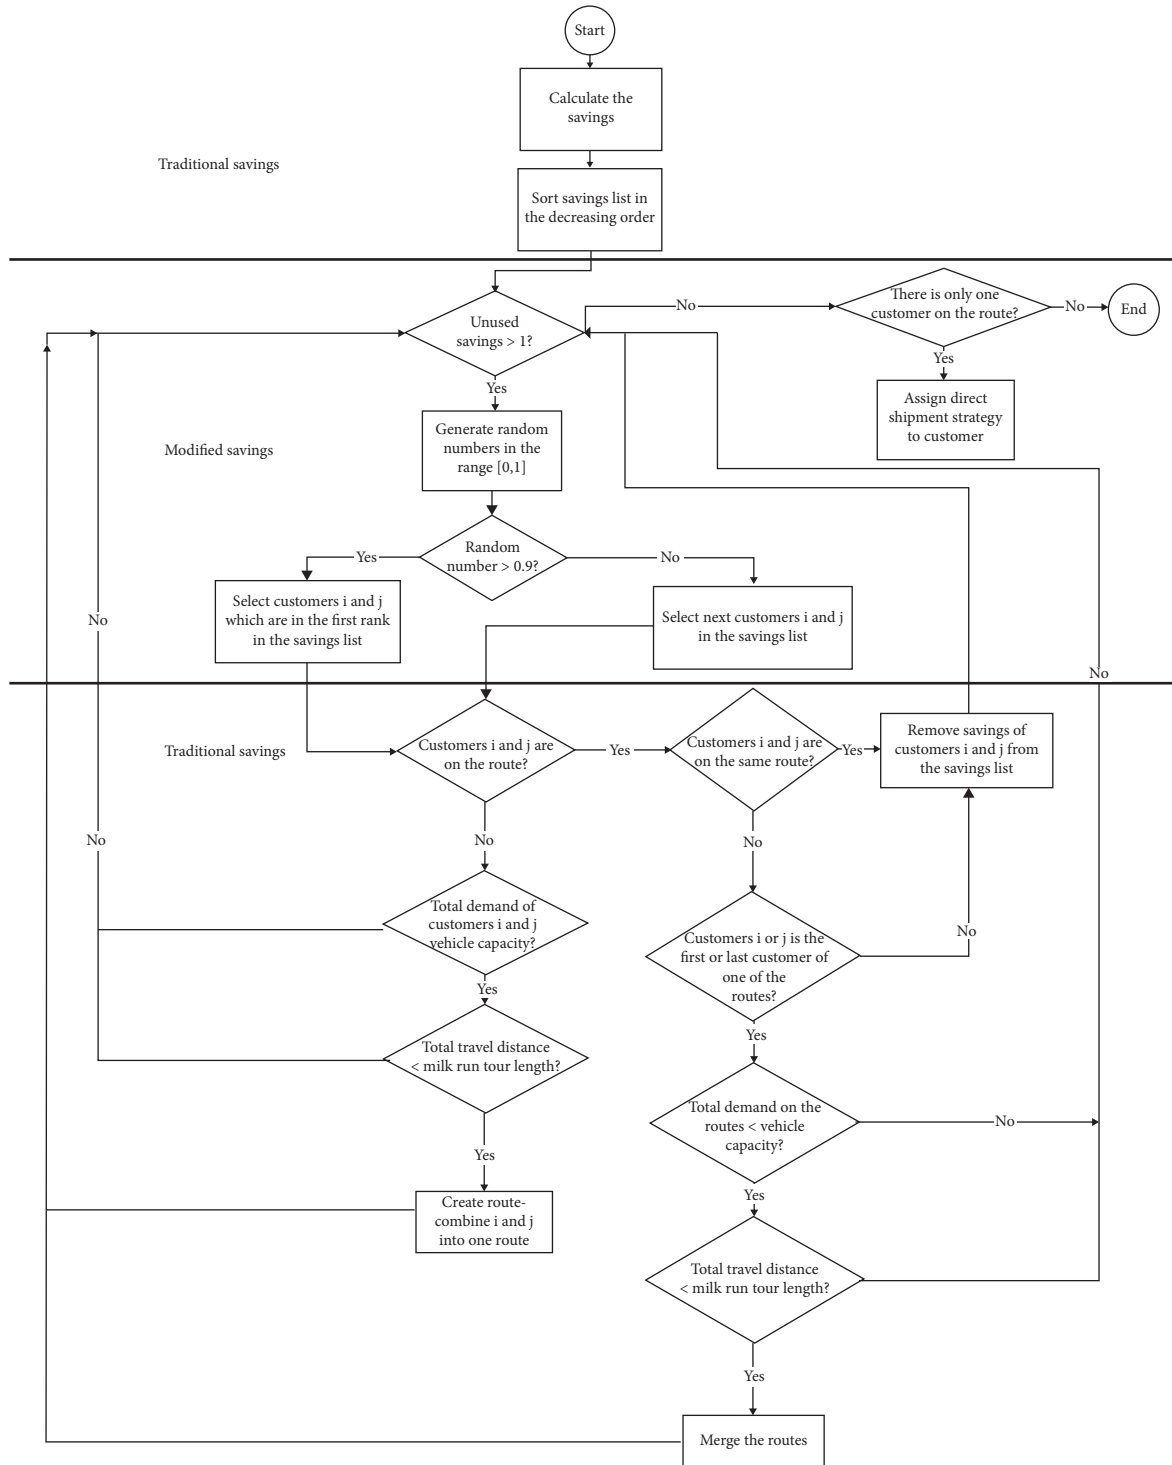 Start
Calculate the
savings
Traditional savings
Sort savings list in
the decreasing order
Unused
savings > 1?
No
There is only one
customer on the route?
No
End
Yes
Assign direct
shipment strategy
to customer
Yes
Generate random
numbers in the
range [0,1]
Modified savings
Random
number > 0.9?
Yes
No
Select customers i and j
which are in the first rank
in the savings list
Select next customers i and j
in the savings list
No
No
Traditional savings
Customers i and j are
on the route?
Yes
Customers i and j are
on the same route?
Yes
Remove savings of
customers i and j from
the savings list
No
No
No
Total demand of
customers i and j
vehicle capacity?
Customers i or j is the
first or last customer of
one of the
routes?
No
Yes
Yes
Total travel distance
< milk run tour length?
Total demand on the
routes < vehicle
capacity?
No
Yes
Yes
Create route-
combine i and j
into one route
Total travel distance
< milk run tour length?
Yes
Merge the routes